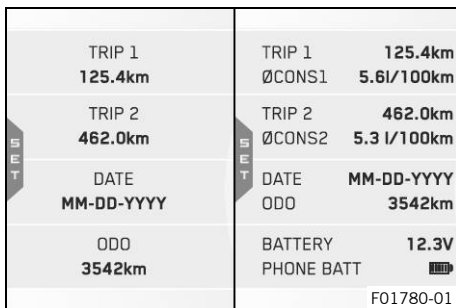 TRIP 1
125.4km
TRIP 2
462.0km
SET
DATE
MM-DD-YYYY
ODO
3542km
TRIP 1 125.4km
ØCONS1 5.6l/100km
TRIP 2 462.0km
SET
ØCONS2 5.3 l/100km
DATE MM-DD-YYYY
ODO 3542km
BATTERY 12.3V
PHONE BATT
F01780-01